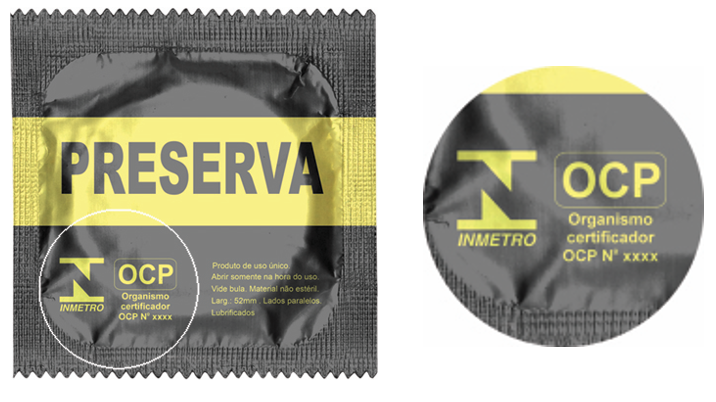 PRESERVA
INMETRO
OCP
Organismo
certificador
OCP N° xxxx
Produto de uso único.
Abrir somente na hora do uso.
Vide bula. Material não estéril.
Larg.: 52mm . Lados paralelos.
Lubrificados
INMETRO
OCP
Organismo
certificador
OCP N° xxxx